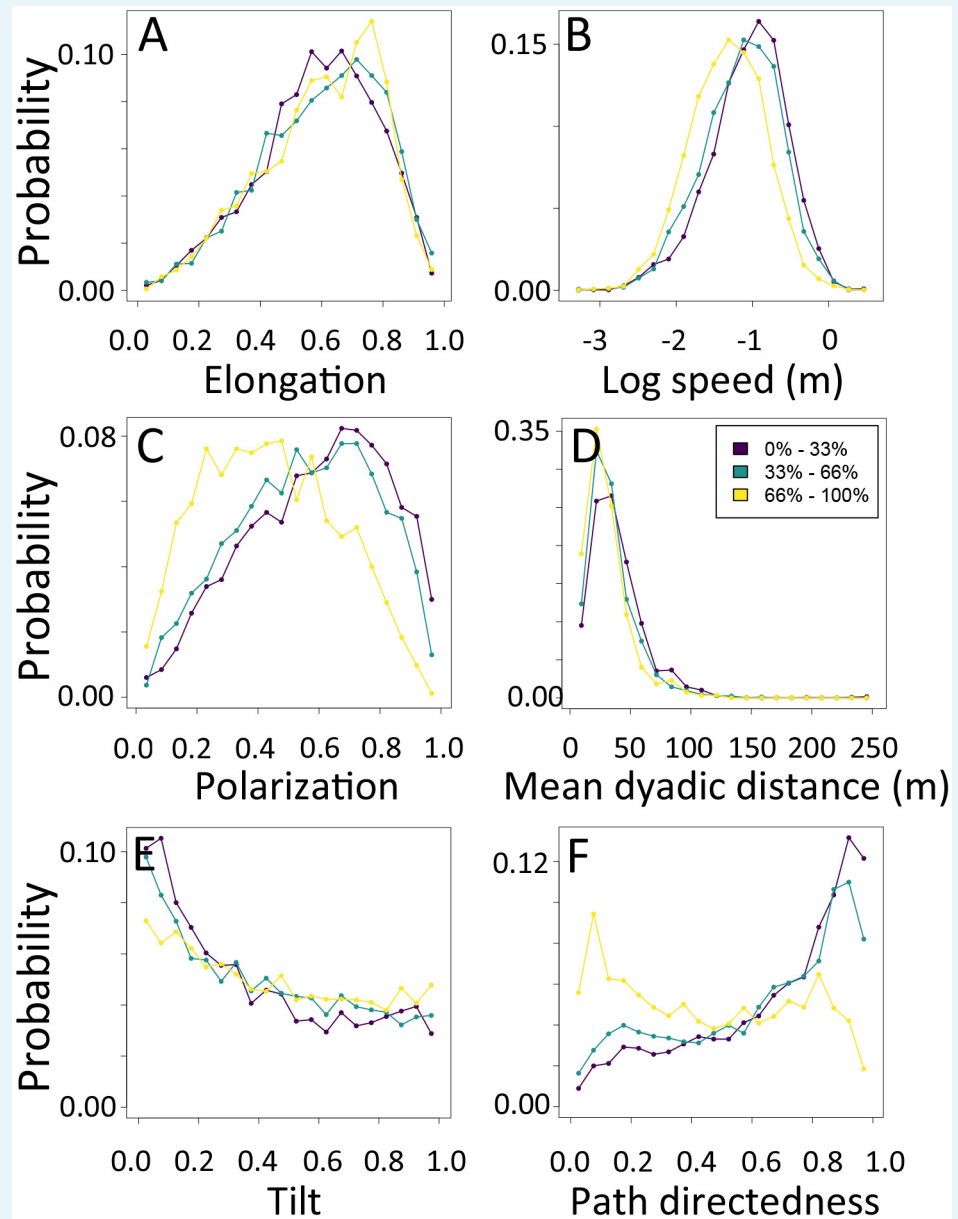 A
Probability
0.10
0.00
0.0 0.2 0.4 0.6 0.8 1.0
Elongation
B
0.15
0.00
-3 -2 -1 0
Log speed (m)
C
Probability
0.08
0.00
0.0 0.2 0.4 0.6 0.8 1.0
Polarization
D
0.35
0.00
0% - 33%
33% - 66%
66% - 100%
0 50 100 150 200 250
Mean dyadic distance (m)
E
Probability
0.10
0.00
0.0 0.2 0.4 0.6 0.8 1.0
Tilt
F
0.12
0.00
0.0 0.2 0.4 0.6 0.8 1.0
Path directedness